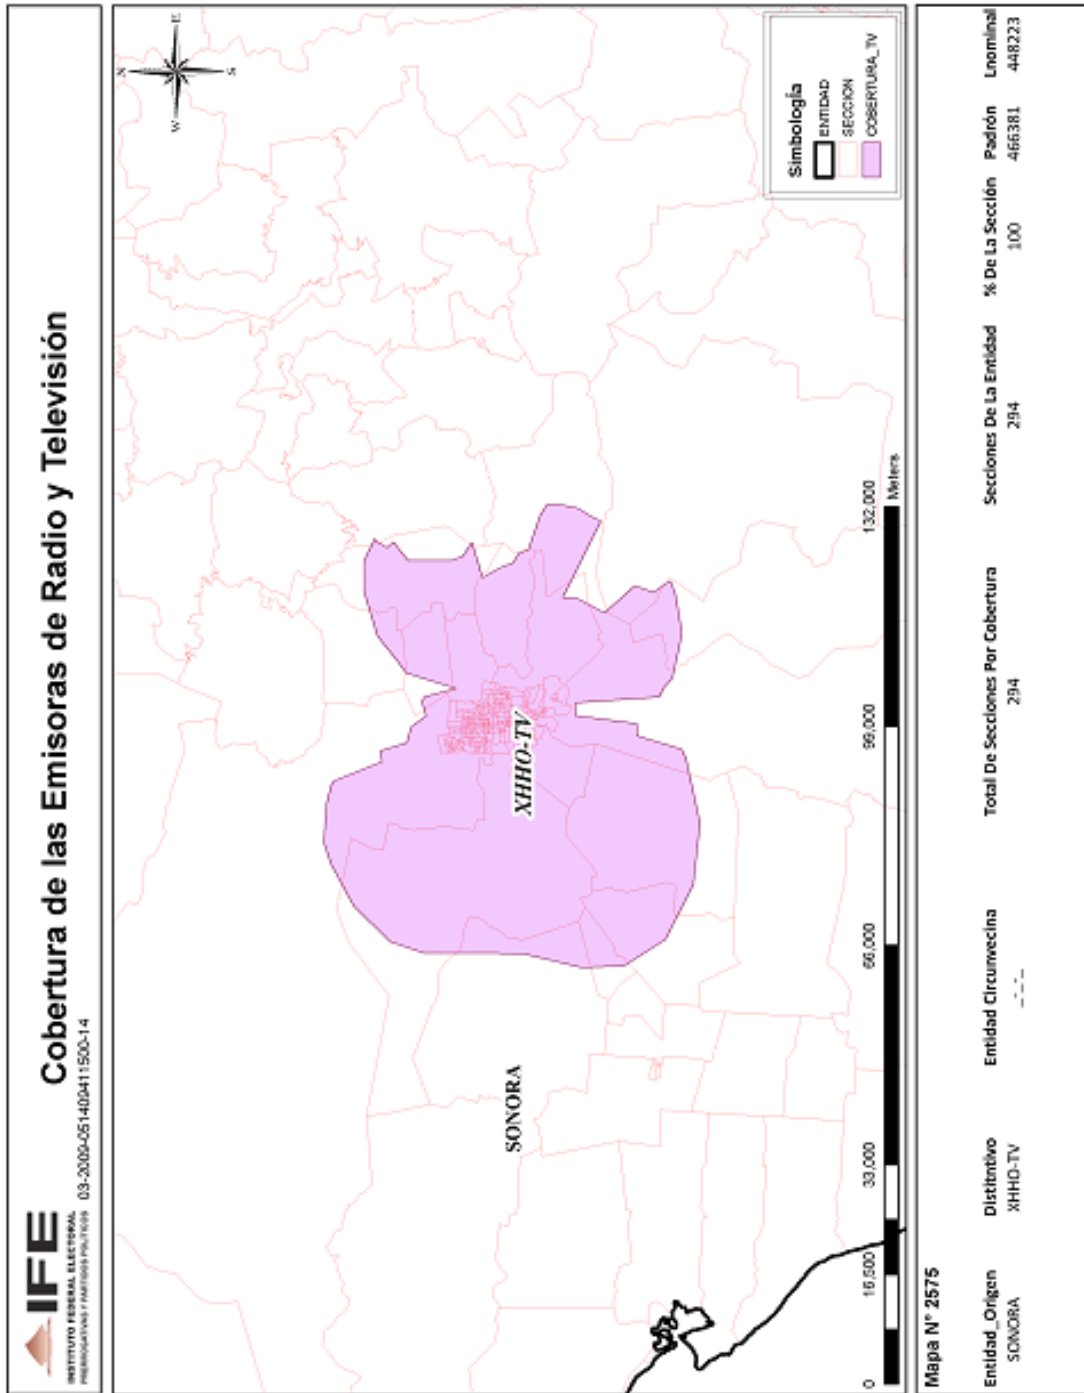 IFE
INSTITUTO FEDERAL ELECTORAL
PRERROGATIVAS Y PARTIDOS POLITICOS
03-2009-051409411500-14
Cobertura de las Emisoras de Radio y Televisión
N
W
E
S
Simbología
ENTIDAD
SECCION
COBERTURA_TV
XHHO-TV
SONORA
0 16,500 33,000 66,000 99,000 132,000
Meters
Mapa N° 2575
Entidad_Origen Distitntivo Entidad Circunvecina Total De Secciones Por Cobertura Secciones De La Entidad % De La Sección Padrón Lnominal
SONORA XHHO-TV _-_-_ 294 294 100 466381 448223